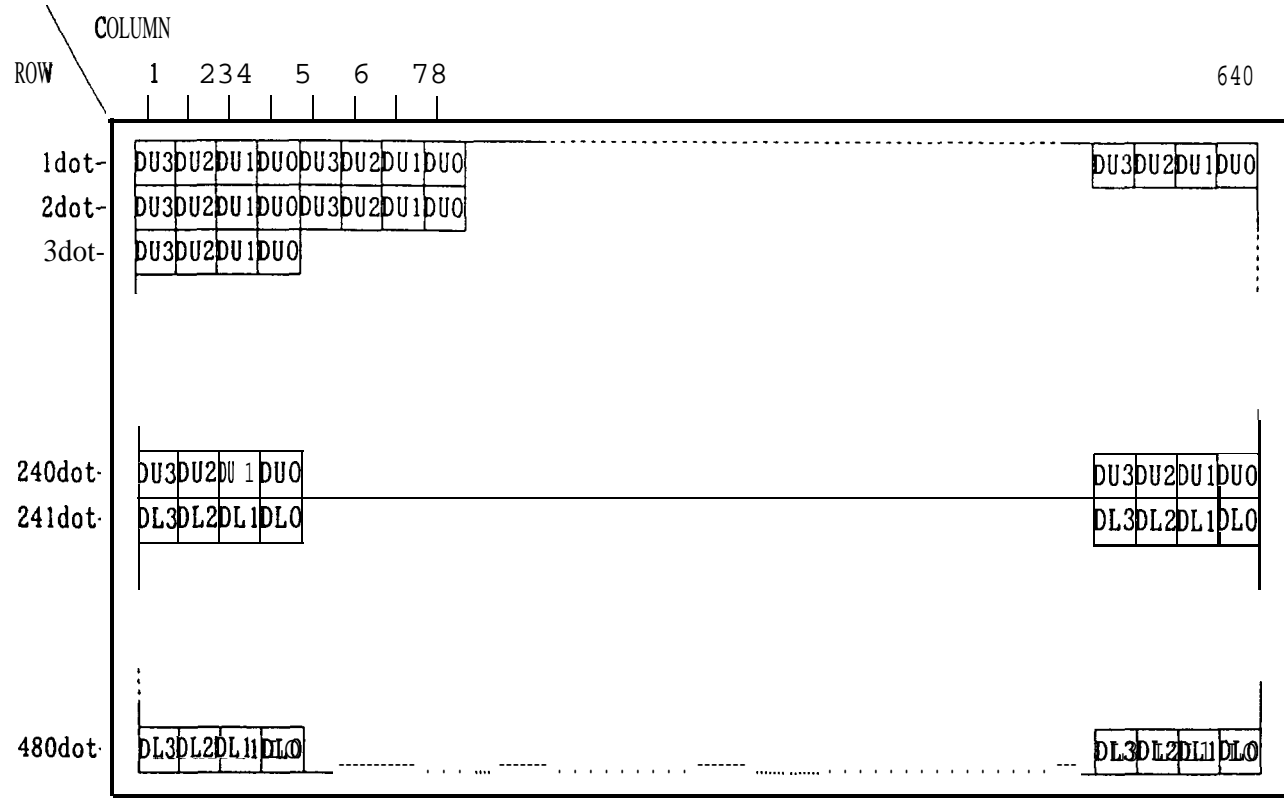 COLUMN
ROW 1 234 5 6 78 640
1dot- DU3 DU2 DU1 DU0 DU3 DU2 DU1 DU0 DU3 DU2 DU1 DU0
2dot- DU3 DU2 DU1 DU0 DU3 DU2 DU1 DU0
3dot- DU3 DU2 DU1 DU0
240dot- DU3 DU2 DU 1 DU0 DU3 DU2 DU1 DU0
241dot- DL3 DL2 DL1 DL0 DL3 DL2 DL1 DL0
480dot- DL3 DL2 DL1 DL0 DL3 DL2 DL1 DL0